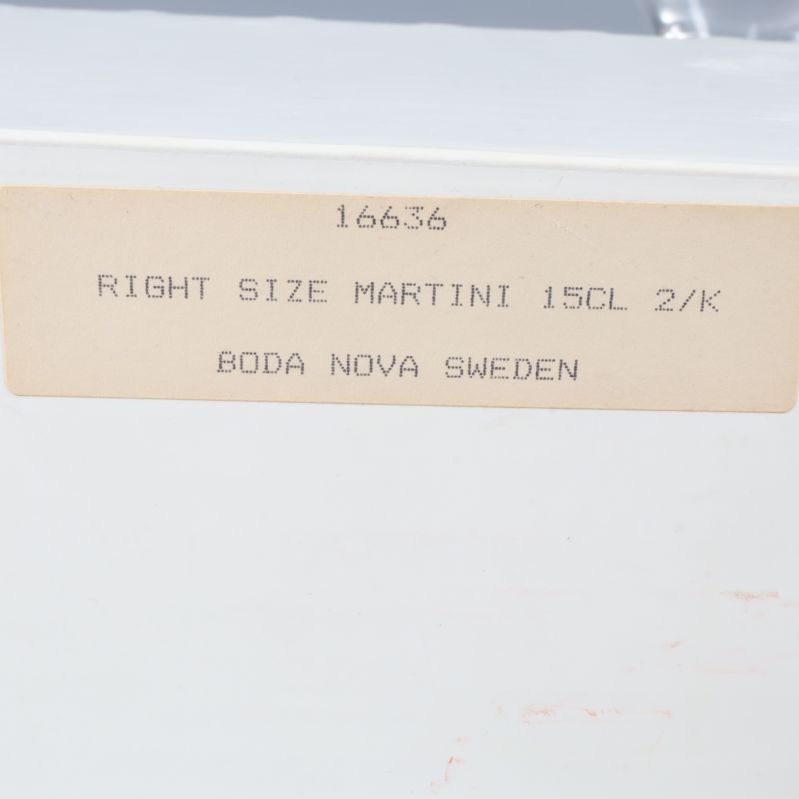 16636
RIGHT SIZE MARTINI 15CL 2/K
BODA NOVA SWEDEN